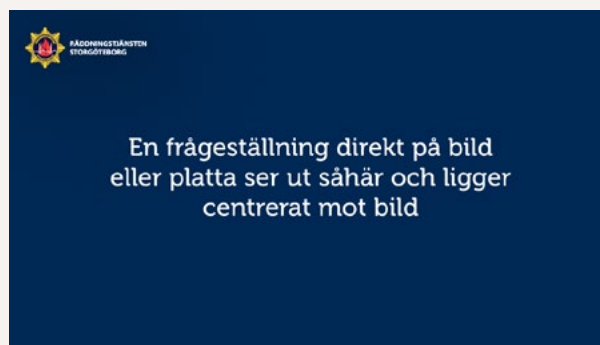 RÄDDNINGSTJÄNSTEN
STORGÖTEBORG
En frågeställning direkt på bild
eller platta ser ut såhär och ligger
centrerat mot bild